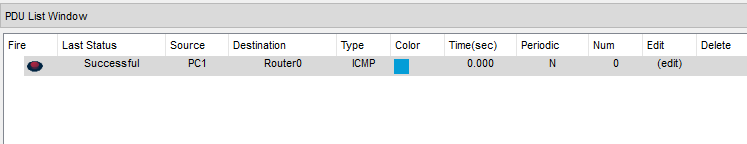 PDU List Window
Fire Last Status Source Destination Type Color Time(sec) Periodic Num Edit Delete
Successful PC1 Router0 ICMP 0.000 N 0 (edit)